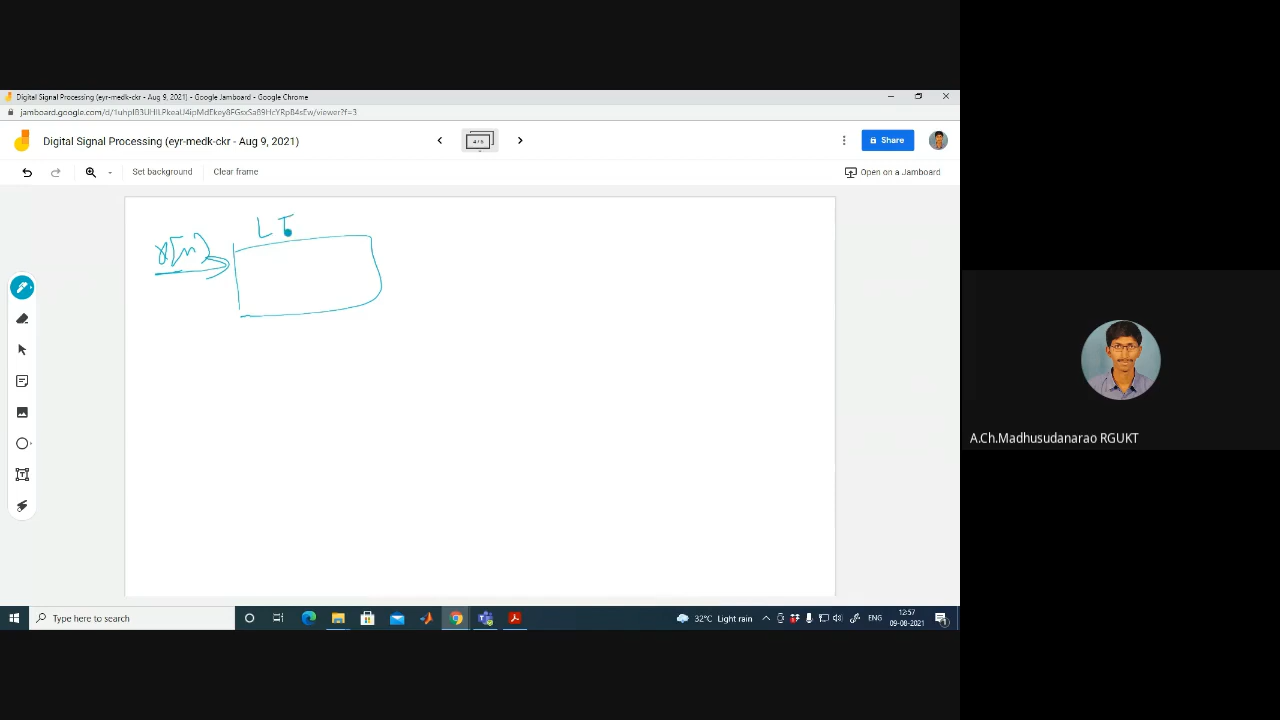 Digital Signal Processing (eyr-medk-ckr - Aug 9, 2021) - Google Jamboard - Google Chrome
Digital Signal Processing (eyr-medk-ckr - Aug 9, 2021)
4 / 5
Share
Set background
Clear frame
Open on a Jamboard
L T
x[n]
A.Ch.Madhusudanarao RGUKT
Type here to search
32°C Light rain
ENG
12:57
09-08-2021